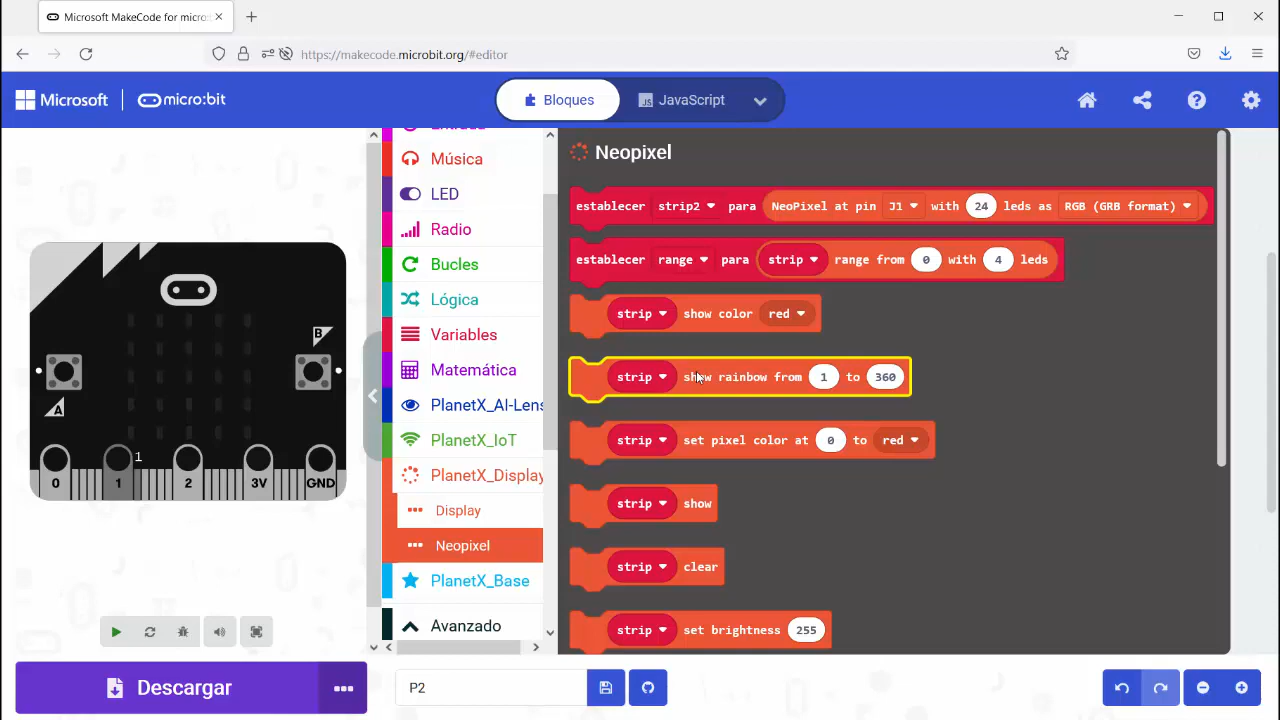 Microsoft MakeCode for micro:
https://makecode.microbit.org/#editor
Microsoft
micro:bit
Bloques
JavaScript
Entrada
Música
LED
Radio
Bucles
Lógica
Variables
Matemática
PlanetX_AI-Lens
PlanetX_IoT
PlanetX_Display
Display
Neopixel
PlanetX_Base
Avanzado
Neopixel
establecer strip2 para NeoPixel at pin J1 with 24 leds as RGB (GRB format)
establecer range para strip range from 0 with 4 leds
strip show color red
strip show rainbow from 1 to 360
strip set pixel color at 0 to red
strip show
strip clear
strip set brightness 255
B
A
1
0 1 2 3V GND
Descargar
P2